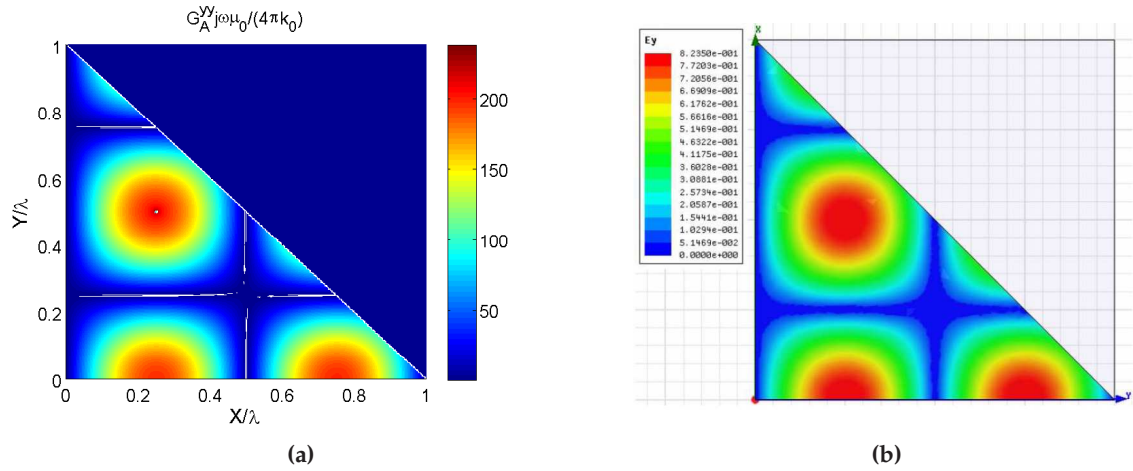 G_A^{yy}jωμ₀/(4πk₀)
1
0.8
0.6
0.4
0.2
0
Y/λ
0 0.2 0.4 0.6 0.8 1
X/λ
200
150
100
50
(a)
Ey
8.2350e-001
7.7203e-001
7.2056e-001
6.6909e-001
6.1762e-001
5.6616e-001
5.1469e-001
4.6322e-001
4.1175e-001
3.6028e-001
3.0881e-001
2.5734e-001
2.0587e-001
1.5441e-001
1.0294e-001
5.1469e-002
0.0000e+000
X
Y
(b)